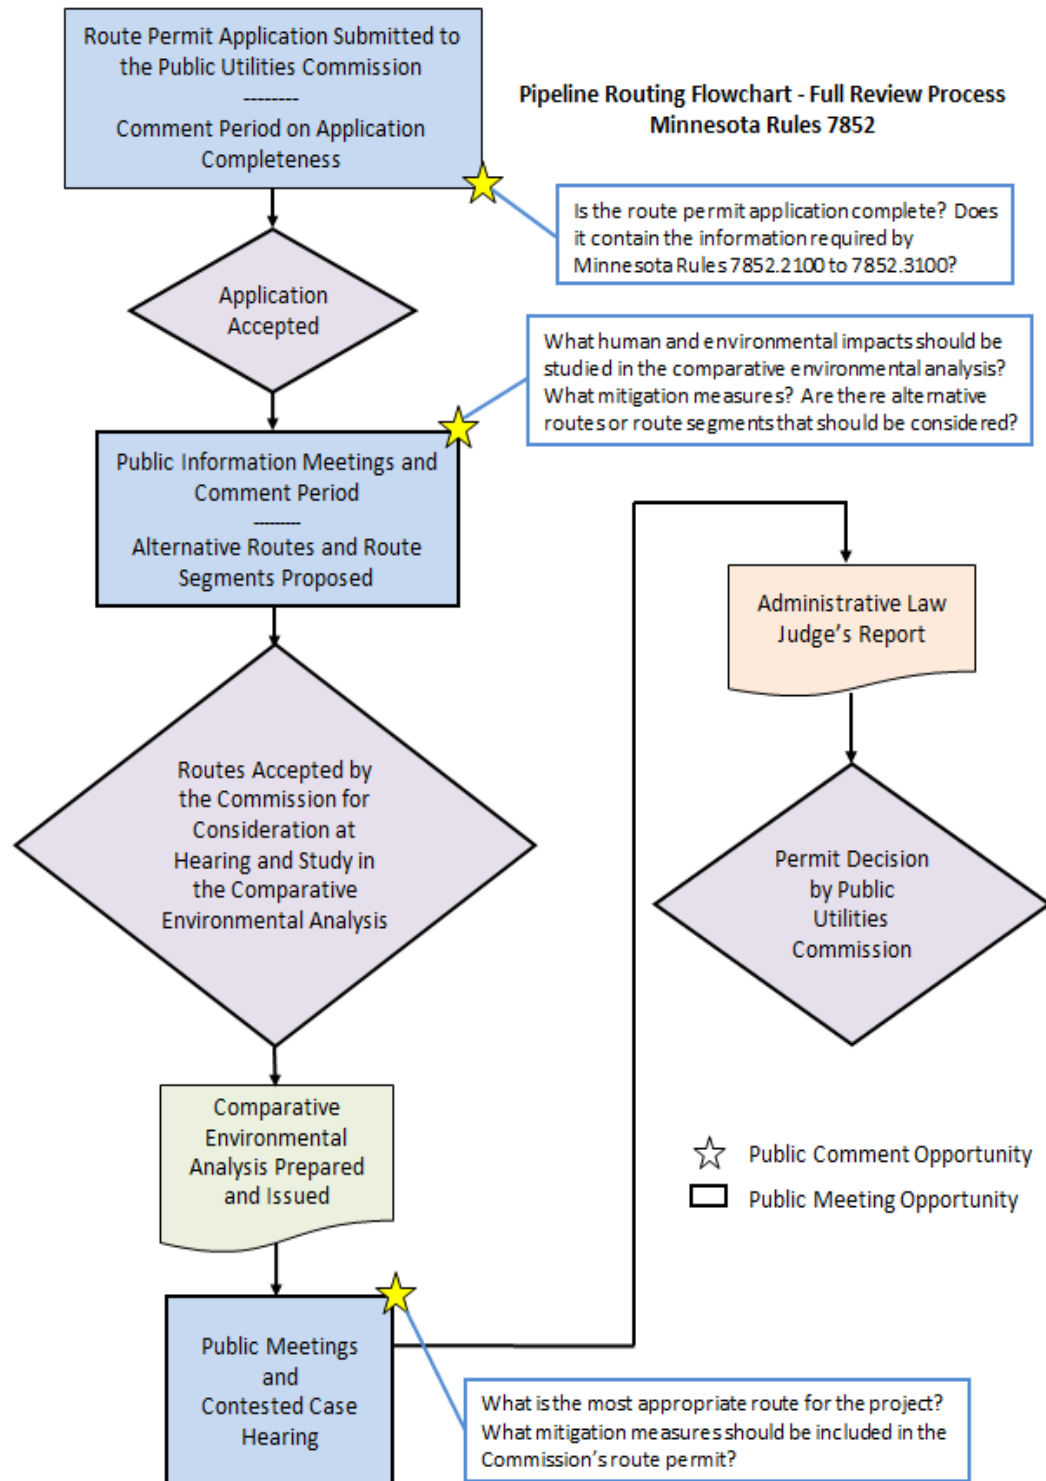 Route Permit Application Submitted to
the Public Utilities Commission
--------
Comment Period on Application
Completeness
Pipeline Routing Flowchart - Full Review Process
Minnesota Rules 7852
Is the route permit application complete? Does
it contain the information required by
Minnesota Rules 7852.2100 to 7852.3100?
Application
Accepted
What human and environmental impacts should be
studied in the comparative environmental analysis?
What mitigation measures? Are there alternative
routes or route segments that should be considered?
Public Information Meetings and
Comment Period
---------
Alternative Routes and Route
Segments Proposed
Routes Accepted by
the Commission for
Consideration at
Hearing and Study in
the Comparative
Environmental Analysis
Comparative
Environmental
Analysis Prepared
and Issued
Public Meetings
and
Contested Case
Hearing
What is the most appropriate route for the project?
What mitigation measures should be included in the
Commission's route permit?
Administrative Law
Judge's Report
Permit Decision
by Public
Utilities
Commission
Public Comment Opportunity
Public Meeting Opportunity